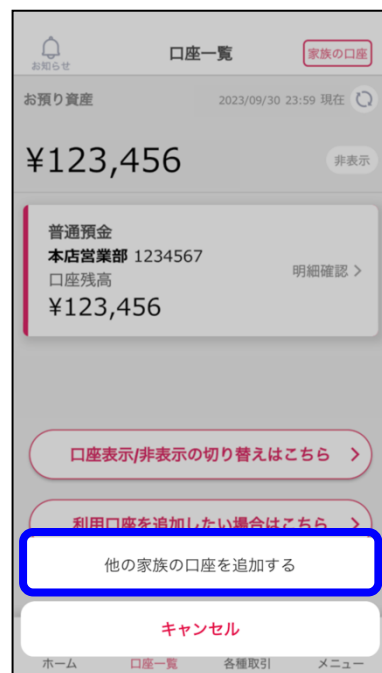 お知らせ
口座一覧
家族の口座
お預り資産
2023/09/30 23:59 現在
¥123,456
非表示
普通預金
本店営業部 1234567
口座残高
¥123,456
明細確認 >
口座表示/非表示の切り替えはこちら >
利用口座を追加したい場合はこちら >
他の家族の口座を追加する
キャンセル
ホーム
口座一覧
各種取引
メニュー